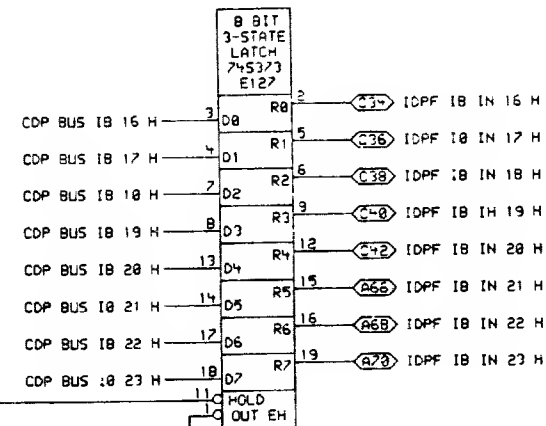 8 BIT
3-STATE
LATCH
74S373
E127
CDP BUS IB 16 H 3 D0 R0 2 C34 IDPF IB IN 16 H
CDP BUS IB 17 H 4 D1 R1 5 C36 IDPF I0 IN 17 H
CDP BUS IB 18 H 7 D2 R2 6 C38 IDPF IB IN 18 H
CDP BUS IB 19 H 8 D3 R3 9 C40 IDPF IB IH 19 H
CDP BUS IB 20 H 13 D4 R4 12 C42 IDPF IB IN 20 H
CDP BUS I0 21 H 14 D5 R5 15 A66 IDPF IB IN 21 H
CDP BUS IB 22 H 17 D6 R6 16 A68 IDPF IB IN 22 H
CDP BUS I0 23 H 18 D7 R7 19 A70 IDPF IB IN 23 H
11 HOLD
1 OUT EH